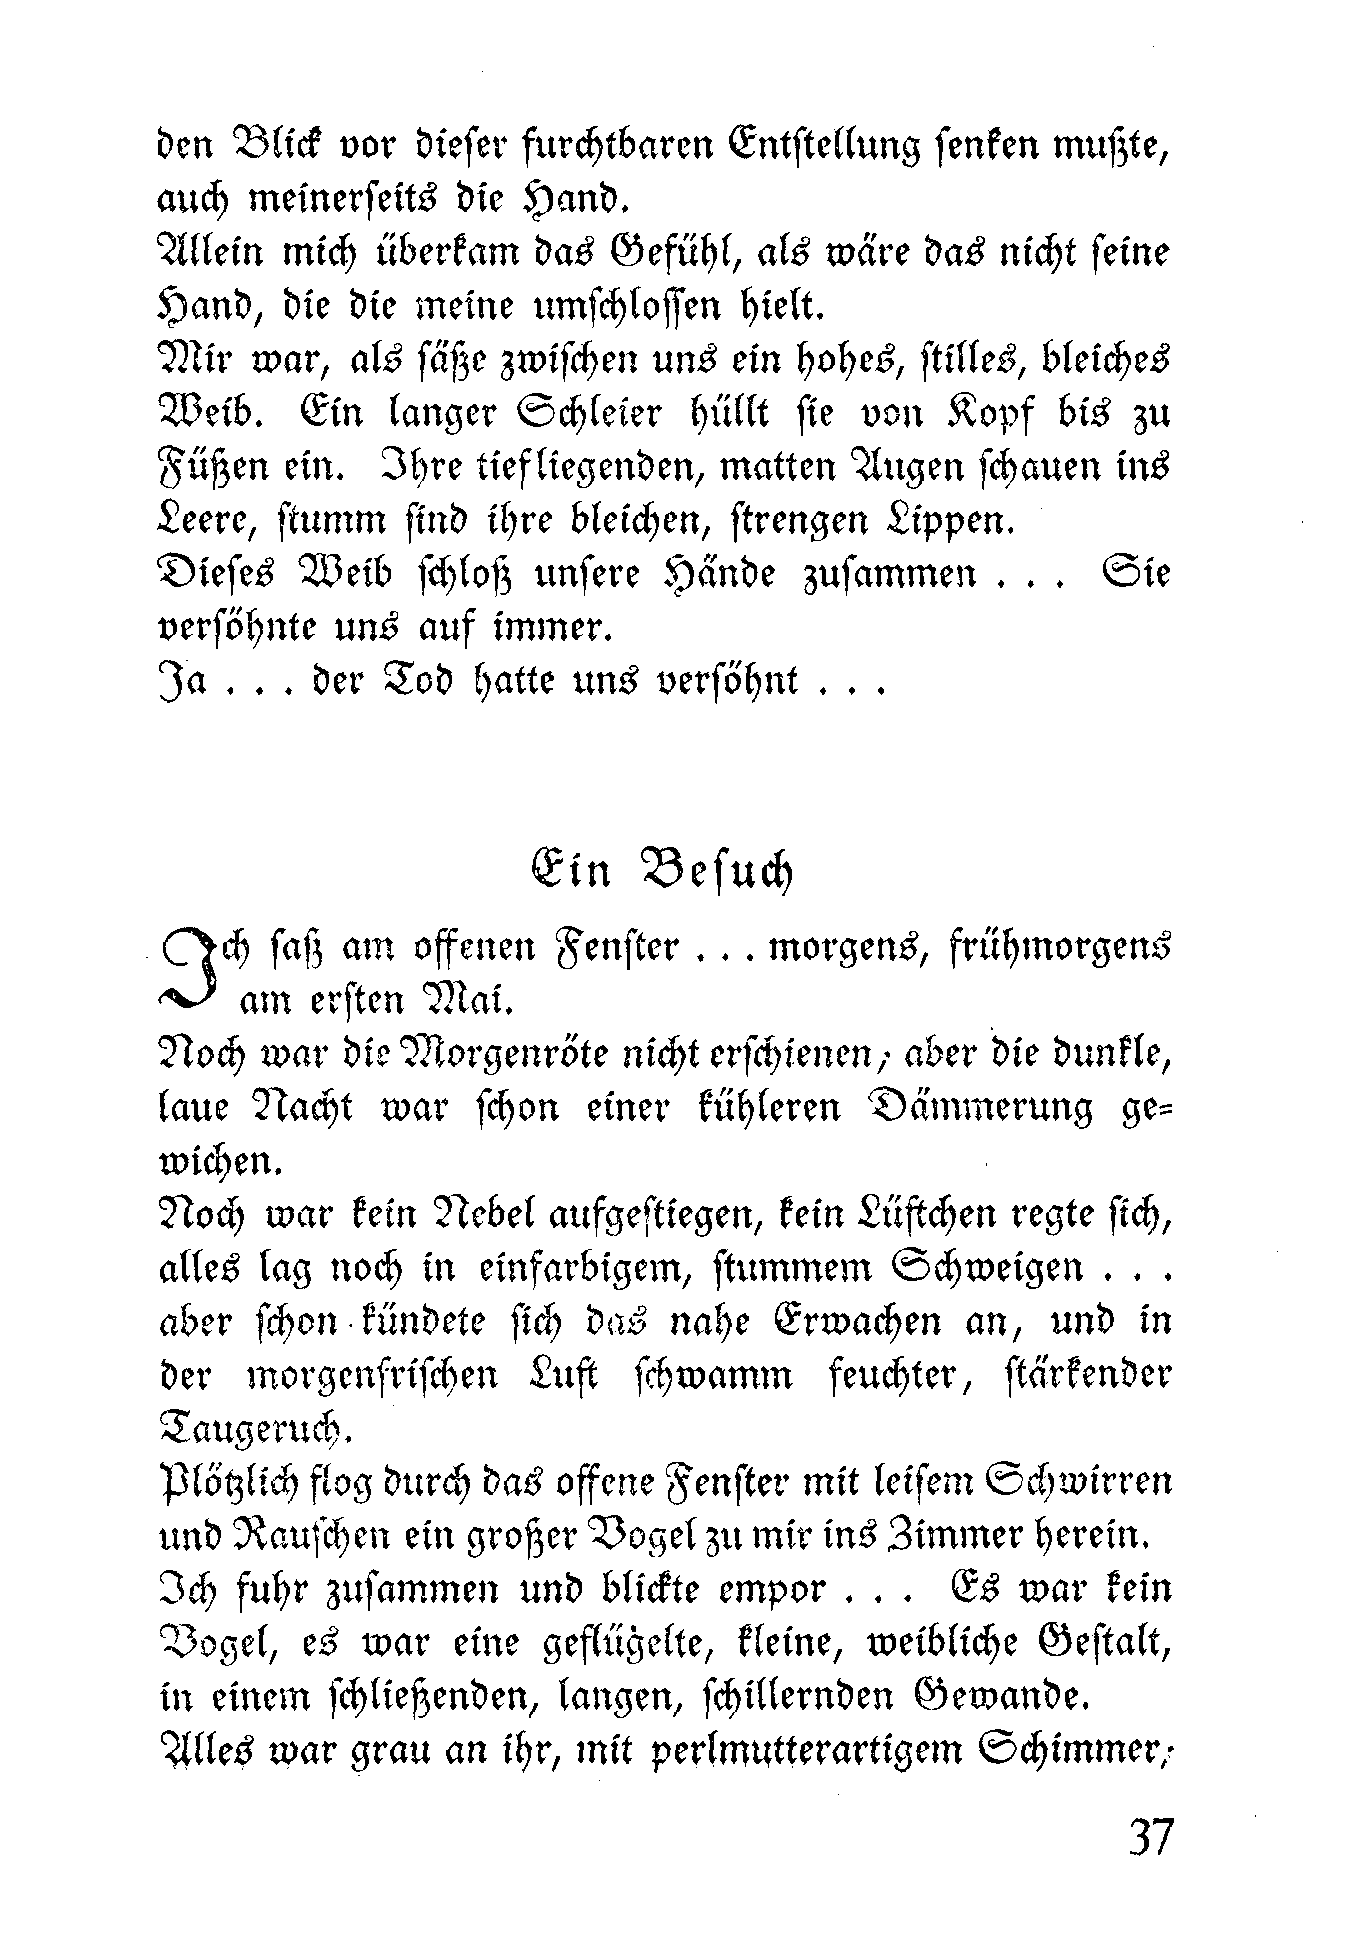 den Blick vor dieser furchtbaren Entstellung senken mußte,
auch meinerseits die Hand.
Allein mich überkam das Gefühl, als wäre das nicht seine
Hand, die die meine umschlossen hielt.
Mir war, als säße zwischen uns ein hohes, stilles, bleiches
Weib. Ein langer Schleier hüllt sie von Kopf bis zu
Füßen ein. Ihre tiefliegenden, matten Augen schauen ins
Leere, stumm sind ihre bleichen, strengen Lippen.
Dieses Weib schloß unsere Hände zusammen . . . Sie
versöhnte uns auf immer.
Ja . . . der Tod hatte uns versöhnt . . .
Ein Besuch
Ich saß am offenen Fenster . . . morgens, frühmorgens
am ersten Mai.
Noch war die Morgenröte nicht erschienen; aber die dunkle,
laue Nacht war schon einer kühleren Dämmerung ge-
wichen.
Noch war kein Nebel aufgestiegen, kein Lüftchen regte sich,
alles lag noch in einfarbigem, stummem Schweigen . . .
aber schon kündete sich das nahe Erwachen an, und in
der morgenfrischen Luft schwamm feuchter, stärkender
Taugeruch.
Plötzlich flog durch das offene Fenster mit leisem Schwirren
und Rauschen ein großer Vogel zu mir ins Zimmer herein.
Ich fuhr zusammen und blickte empor . . . Es war kein
Vogel, es war eine geflügelte, kleine, weibliche Gestalt,
in einem schließenden, langen, schillernden Gewande.
Alles war grau an ihr, mit perlmutterartigem Schimmer;
37